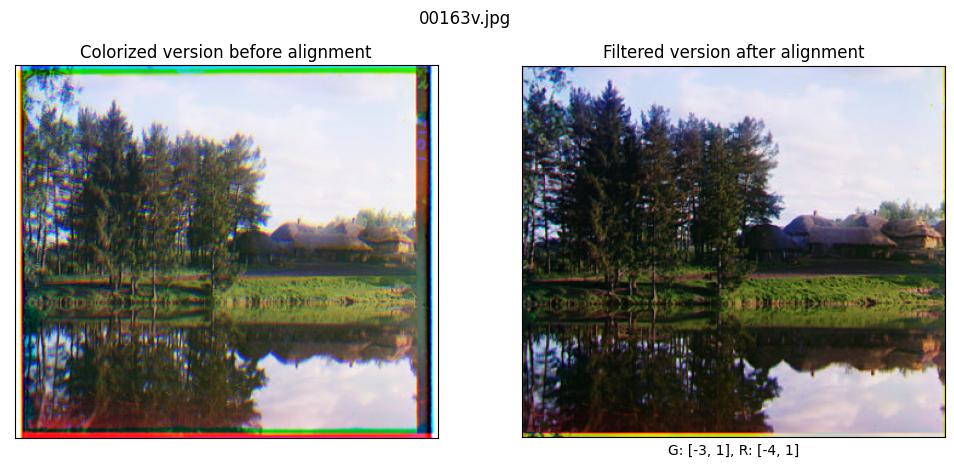 00163v.jpg
Colorized version before alignment
Filtered version after alignment
G: [-3, 1], R: [-4, 1]